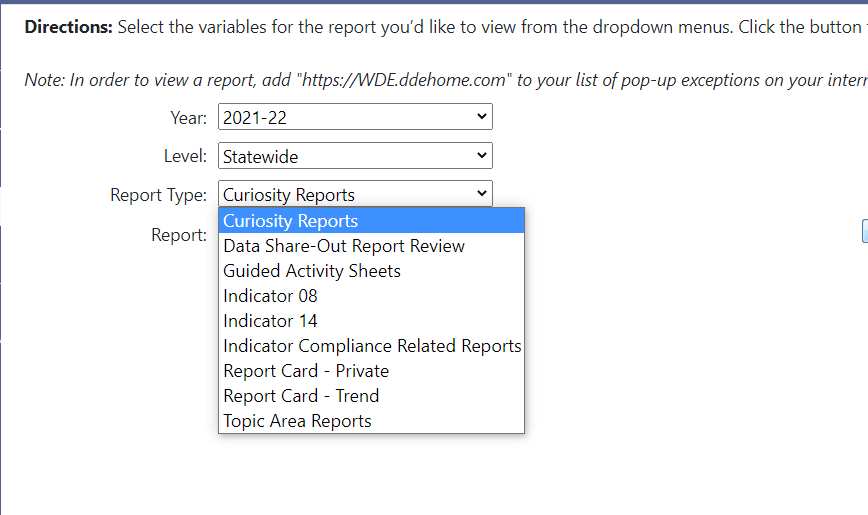 Directions: Select the variables for the report you’d like to view from the dropdown menus. Click the button
Note: In order to view a report, add "https://WDE.ddehome.com" to your list of pop-up exceptions on your
Year: 2021-22
Level: Statewide
Report Type: Curiosity Reports
Curiosity Reports
Report:
Data Share-Out Report Review
Guided Activity Sheets
Indicator 08
Indicator 14
Indicator Compliance Related Reports
Report Card - Private
Report Card - Trend
Topic Area Reports